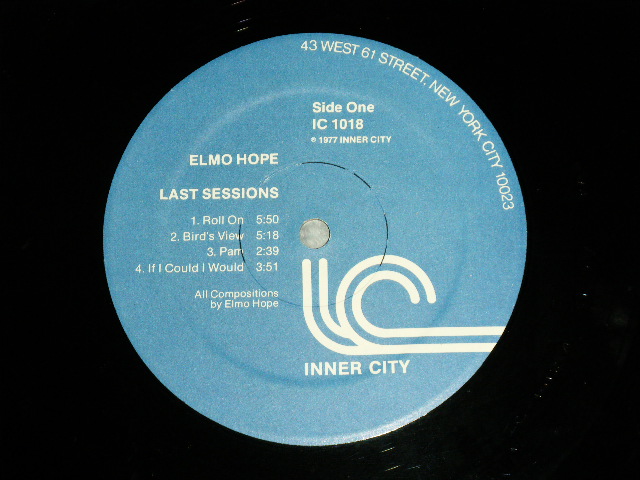 43 WEST 61 STREET, NEW YORK CITY 10023
Side One
IC 1018
℗ 1977 INNER CITY
ELMO HOPE
LAST SESSIONS
1. Roll On 5:50
2. Bird's View 5:18
3. Pam 2:39
4. If I Could I Would 3:51
All Compositions
by Elmo Hope
IC
INNER CITY